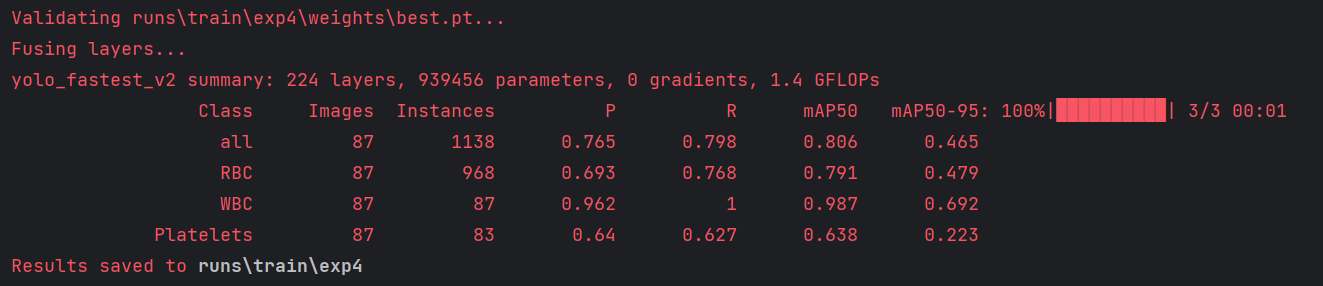 Validating runs\train\exp4\weights\best.pt...
Fusing layers...
yolo_fastest_v2 summary: 224 layers, 939456 parameters, 0 gradients, 1.4 GFLOPs
Class Images Instances P R mAP50 mAP50-95: 100%|██████████| 3/3 00:01
all 87 1138 0.765 0.798 0.806 0.465
RBC 87 968 0.693 0.768 0.791 0.479
WBC 87 87 0.962 1 0.987 0.692
Platelets 87 83 0.64 0.627 0.638 0.223
Results saved to runs\train\exp4